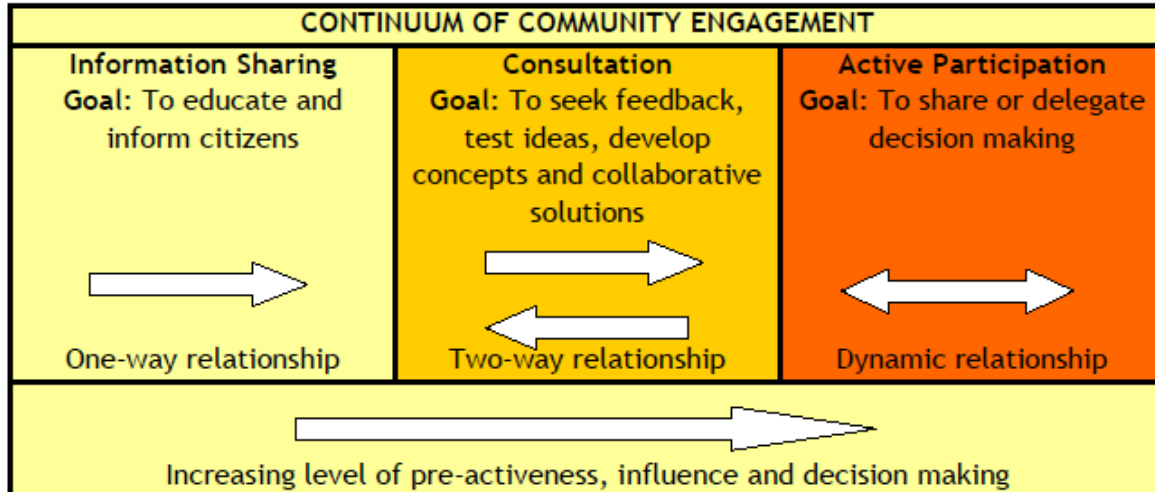 CONTINUUM OF COMMUNITY ENGAGEMENT
Information Sharing
Goal: To educate and
inform citizens
One-way relationship
Consultation
Goal: To seek feedback,
test ideas, develop
concepts and collaborative
solutions
Two-way relationship
Active Participation
Goal: To share or delegate
decision making
Dynamic relationship
Increasing level of pre-activeness, influence and decision making